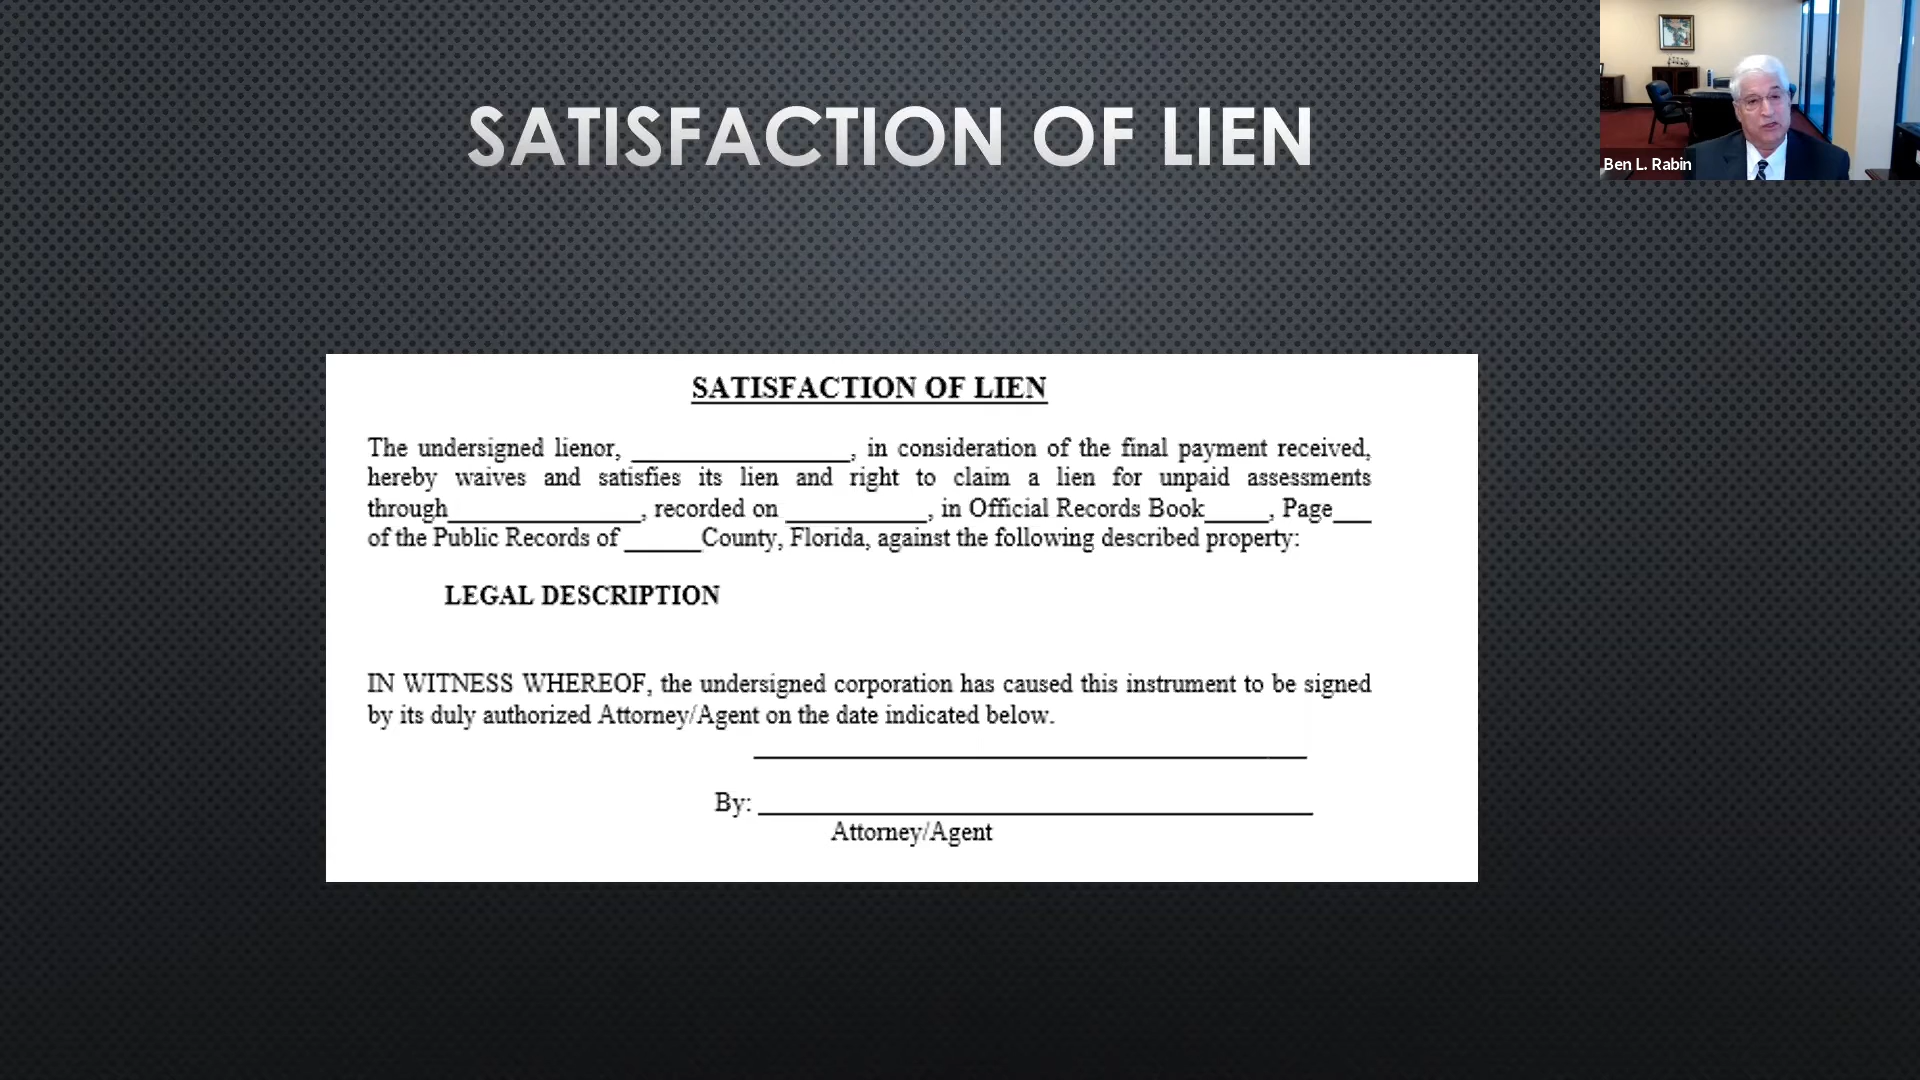 SATISFACTION OF LIEN
Ben L. Rabin
SATISFACTION OF LIEN
The undersigned lienor, _________________, in consideration of the final payment received,
hereby waives and satisfies its lien and right to claim a lien for unpaid assessments
through_______________, recorded on ___________, in Official Records Book_____, Page___
of the Public Records of ______County, Florida, against the following described property:
LEGAL DESCRIPTION
IN WITNESS WHEREOF, the undersigned corporation has caused this instrument to be signed
by its duly authorized Attorney/Agent on the date indicated below.
By: ___________________________________________
Attorney/Agent